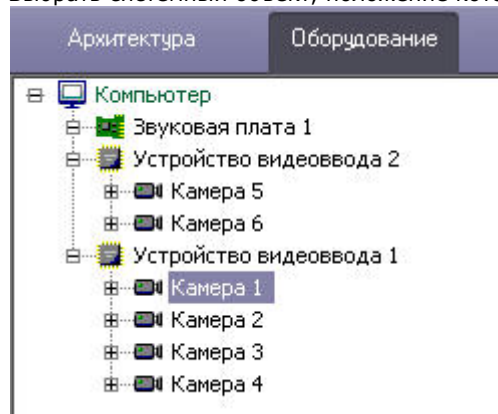 Архитектура Оборудование
Компьютер
Звуковая плата 1
Устройство видеоввода 2
Камера 5
Камера 6
Устройство видеоввода 1
Камера 1
Камера 2
Камера 3
Камера 4